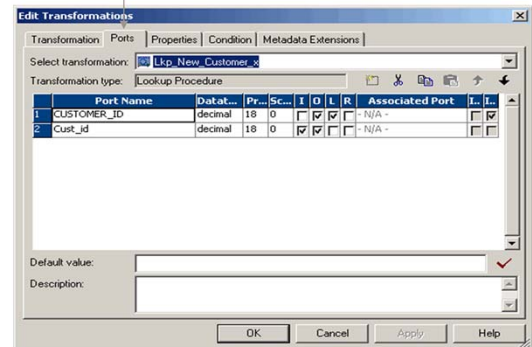 Edit Transformations
Transformation Ports Properties Condition Metadata Extensions
Select transformation: Lkp_New_Customer_x
Transformation type: Lookup Procedure
Port Name Datat... Pr... Sc... I O L R Associated Port I.. I..
1 CUSTOMER_ID decimal 18 0 - N/A -
2 Cust_id decimal 18 0 - N/A -
Default value:
Description:
OK Cancel Apply Help